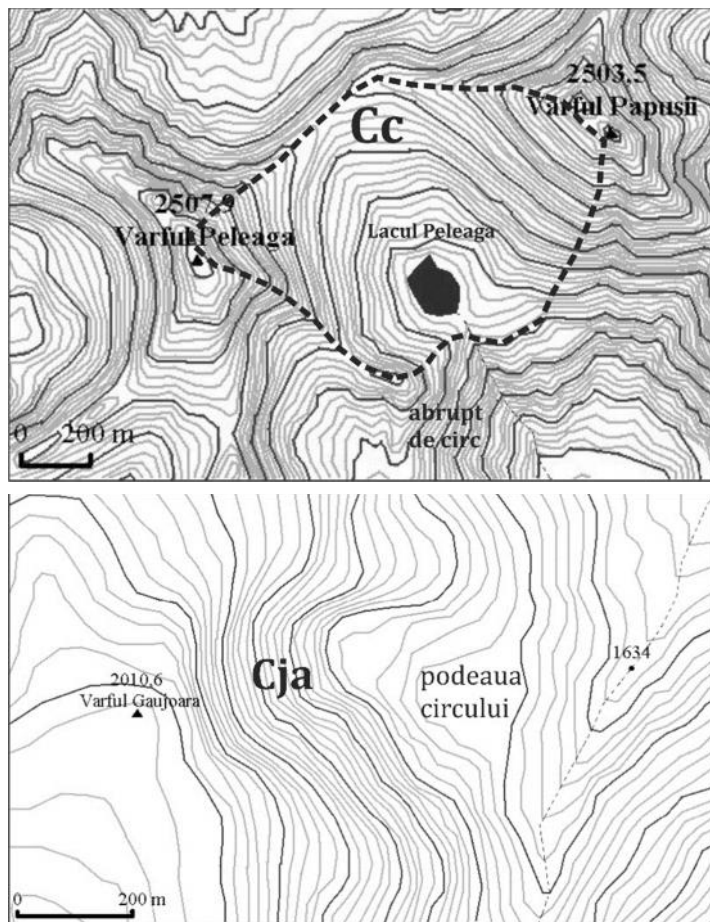 2503.5
Varful Papusii
Cc
2507.9
Varful Peleaga
Lacul Peleaga
abrupt
de circ
0 200 m
Cja
1634
podeaua
circului
2010,6
Varful Gaujoara
0 200 m